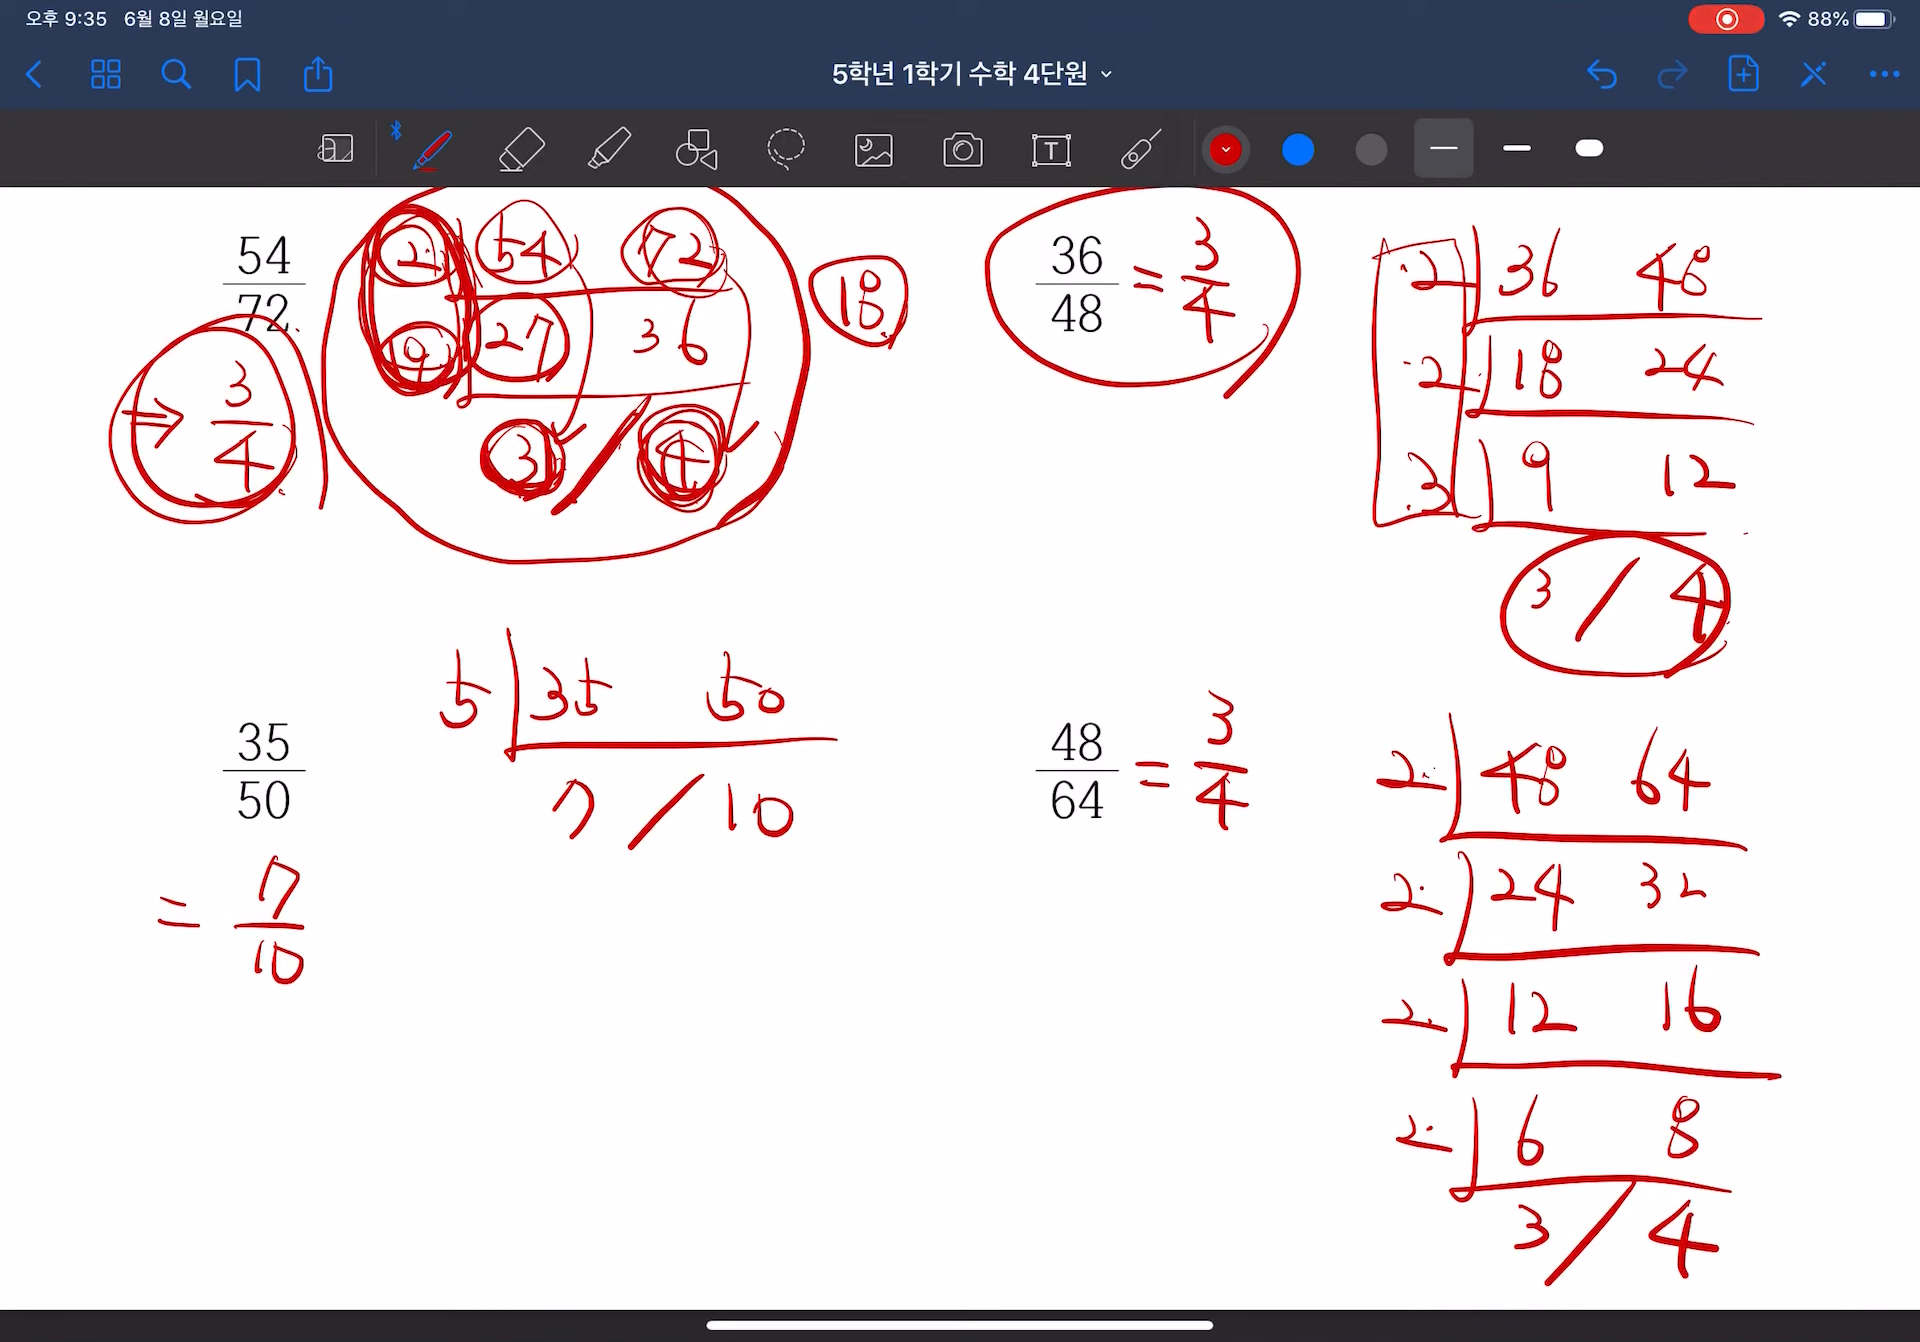 오후 9:35 6월 8일 월요일
88%
5학년 1학기 수학 4단원
T
54
72
2 54 72
9 27 36
3 4
18
⇒ 3
4
36
48
= 3
4
2 36 48
2 18 24
3 9 12
3 / 4
35
50
5 35 50
7 / 10
= 7
10
48
64
= 3
4
2 48 64
2 24 32
2 12 16
2 6 8
3 / 4